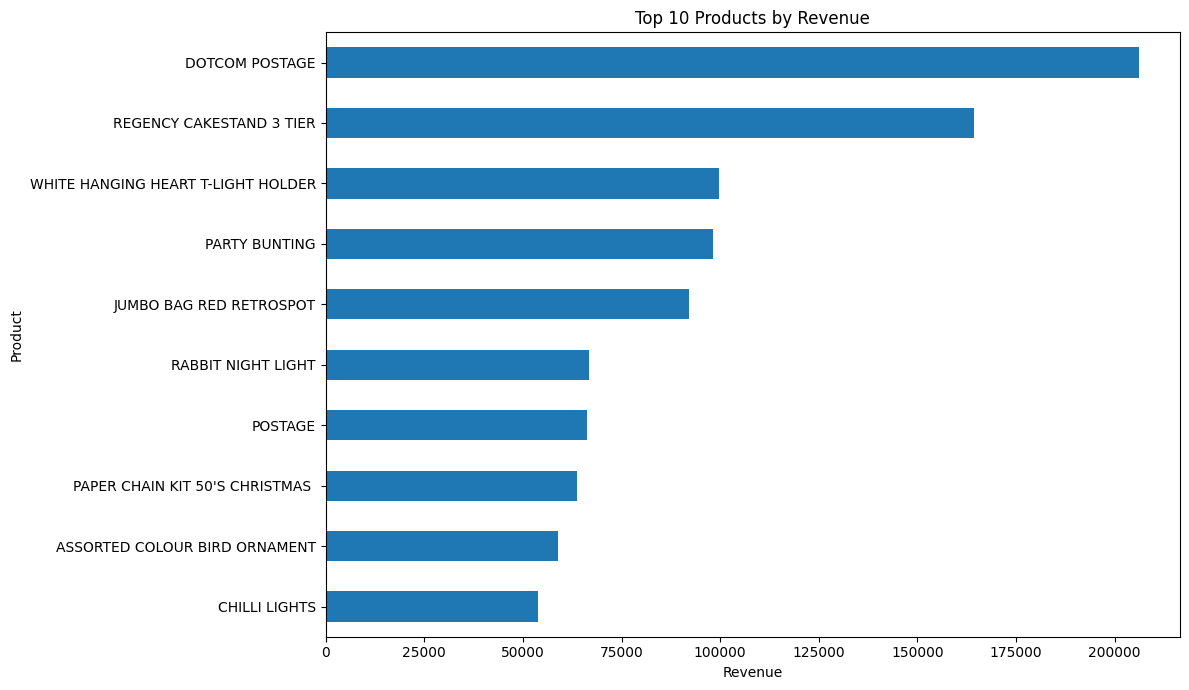 Top 10 Products by Revenue
DOTCOM POSTAGE
REGENCY CAKESTAND 3 TIER
WHITE HANGING HEART T-LIGHT HOLDER
PARTY BUNTING
JUMBO BAG RED RETROSPOT
RABBIT NIGHT LIGHT
POSTAGE
PAPER CHAIN KIT 50'S CHRISTMAS
ASSORTED COLOUR BIRD ORNAMENT
CHILLI LIGHTS
Product
0 25000 50000 75000 100000 125000 150000 175000 200000
Revenue